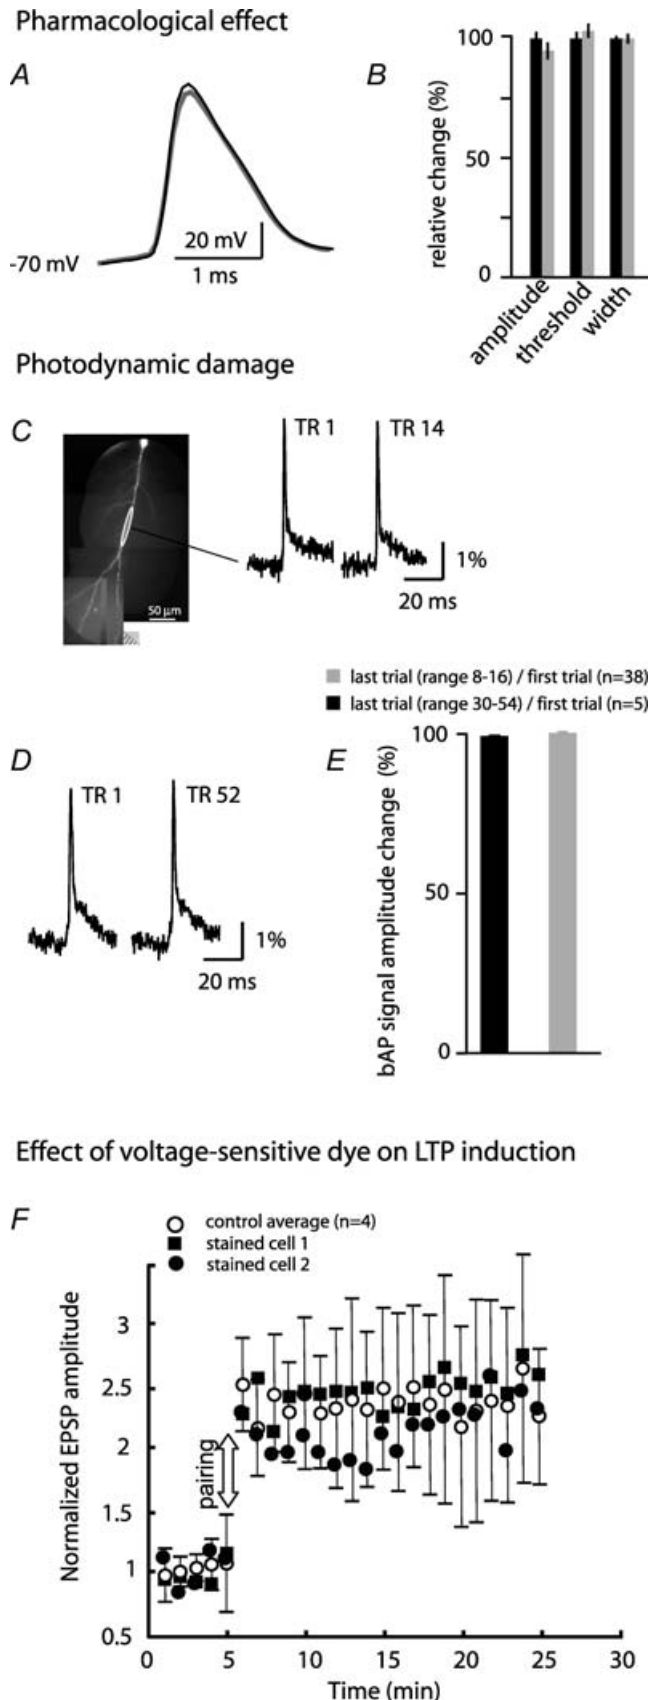 Pharmacological effect
A
-70 mV
20 mV
1 ms
B
relative change (%)
100
50
0
amplitude
threshold
width
Photodynamic damage
C
50 µm
TR 1
TR 14
1%
20 ms
last trial (range 8-16) / first trial (n=38)
last trial (range 30-54) / first trial (n=5)
D
TR 1
TR 52
1%
20 ms
E
bAP signal amplitude change (%)
100
50
0
Effect of voltage-sensitive dye on LTP induction
F
control average (n=4)
stained cell 1
stained cell 2
Normalized EPSP amplitude
3
2.5
2
1.5
1
0.5
pairing
0 5 10 15 20 25 30
Time (min)